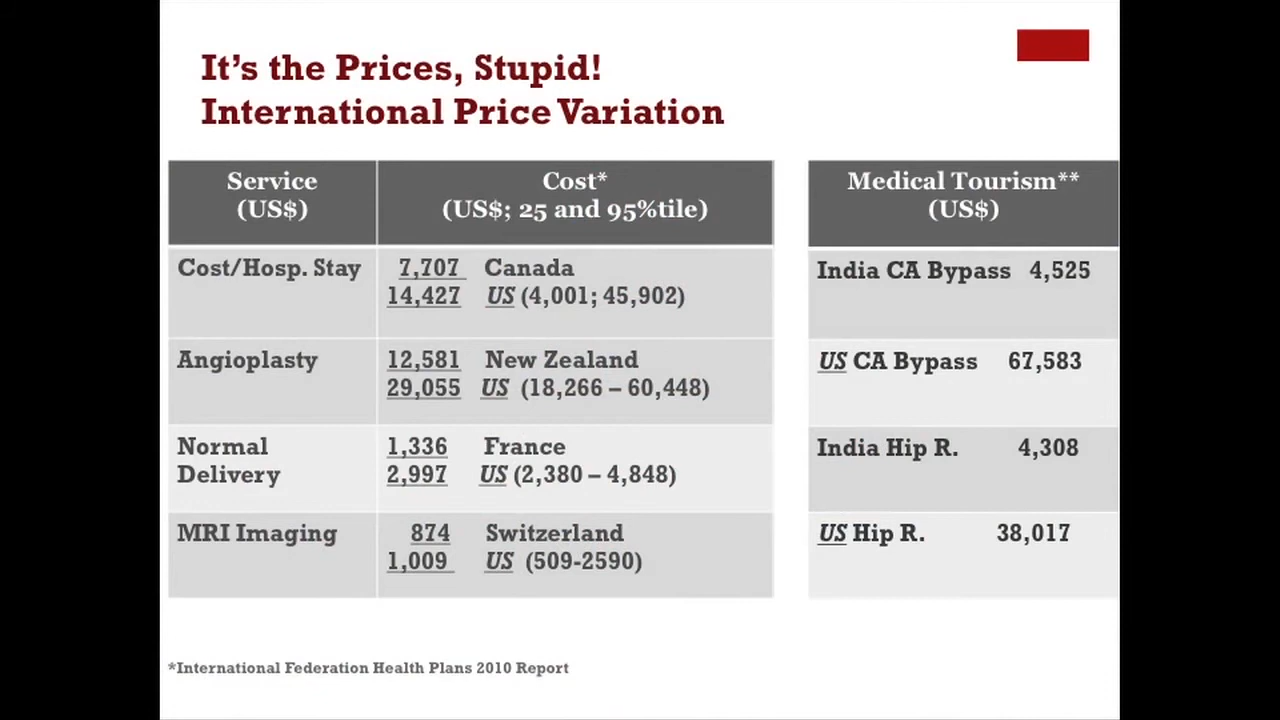 It's the Prices, Stupid!
International Price Variation
Service
(US$)
Cost*
(US$; 25 and 95%tile)
Cost/Hosp. Stay
7,707 Canada
14,427 US (4,001; 45,902)
Angioplasty
12,581 New Zealand
29,055 US (18,266 – 60,448)
Normal
Delivery
1,336 France
2,997 US (2,380 – 4,848)
MRI Imaging
874 Switzerland
1,009 US (509-2590)
Medical Tourism**
(US$)
India CA Bypass 4,525
US CA Bypass 67,583
India Hip R. 4,308
US Hip R. 38,017
*International Federation Health Plans 2010 Report